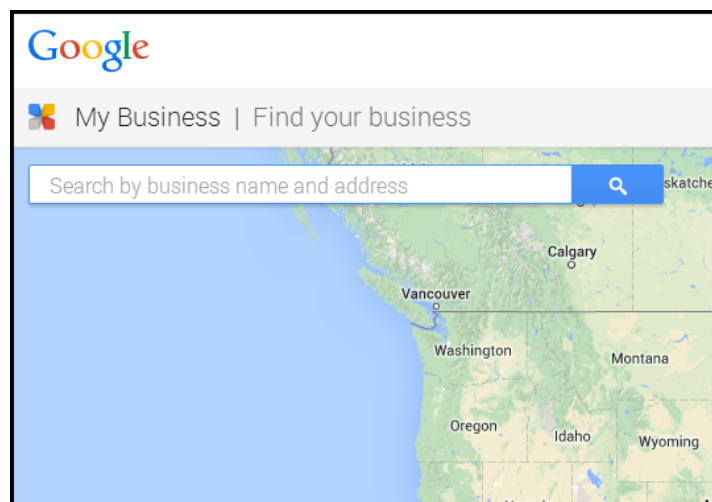 Google
My Business | Find your business
Search by business name and address
Calgary
Vancouver
Washington
Montana
Oregon
Idaho
Wyoming